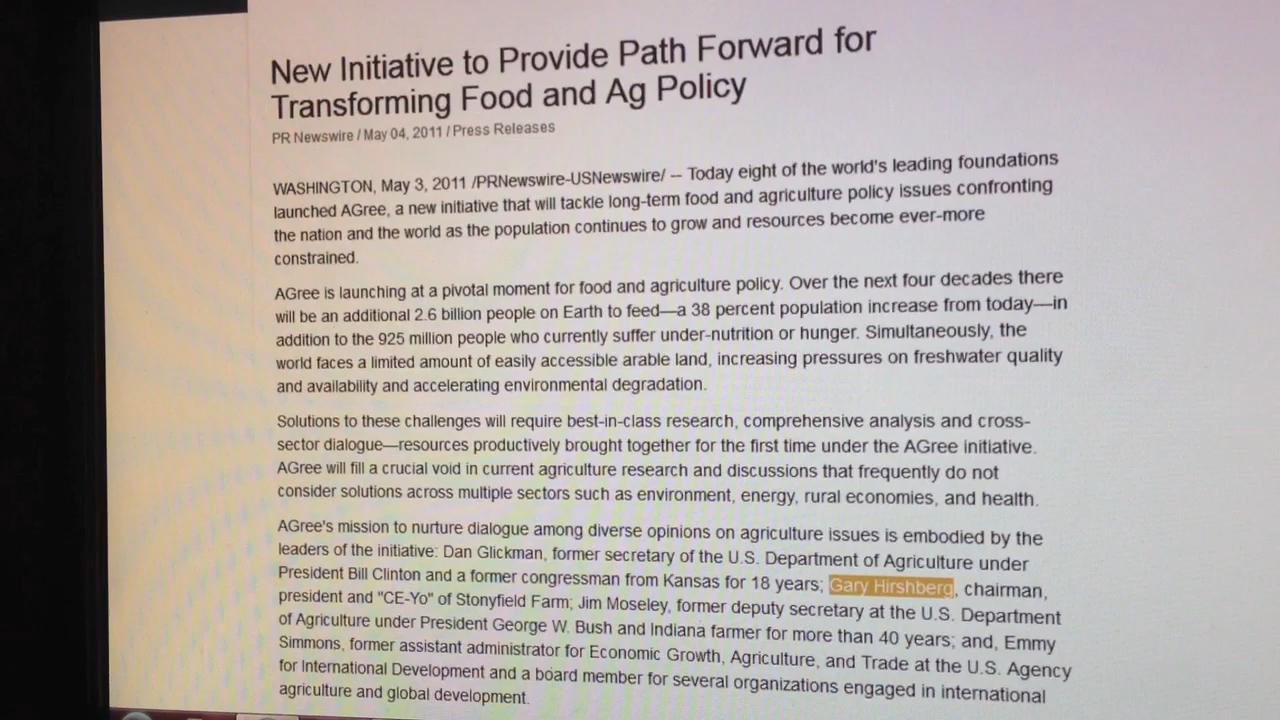 New Initiative to Provide Path Forward for
Transforming Food and Ag Policy
PR Newswire / May 04, 2011 / Press Releases
WASHINGTON, May 3, 2011 /PRNewswire-USNewswire/ -- Today eight of the world's leading foundations
launched AGree, a new initiative that will tackle long-term food and agriculture policy issues confronting
the nation and the world as the population continues to grow and resources become ever-more
constrained.
AGree is launching at a pivotal moment for food and agriculture policy. Over the next four decades there
will be an additional 2.6 billion people on Earth to feed—a 38 percent population increase from today—in
addition to the 925 million people who currently suffer under-nutrition or hunger. Simultaneously, the
world faces a limited amount of easily accessible arable land, increasing pressures on freshwater quality
and availability and accelerating environmental degradation.
Solutions to these challenges will require best-in-class research, comprehensive analysis and cross-
sector dialogue—resources productively brought together for the first time under the AGree initiative.
AGree will fill a crucial void in current agriculture research and discussions that frequently do not
consider solutions across multiple sectors such as environment, energy, rural economies, and health.
AGree's mission to nurture dialogue among diverse opinions on agriculture issues is embodied by the
leaders of the initiative: Dan Glickman, former secretary of the U.S. Department of Agriculture under
President Bill Clinton and a former congressman from Kansas for 18 years; Gary Hirshberg, chairman,
president and "CE-Yo" of Stonyfield Farm; Jim Moseley, former deputy secretary at the U.S. Department
of Agriculture under President George W. Bush and Indiana farmer for more than 40 years; and, Emmy
Simmons, former assistant administrator for Economic Growth, Agriculture, and Trade at the U.S. Agency
for International Development and a board member for several organizations engaged in international
agriculture and global development.